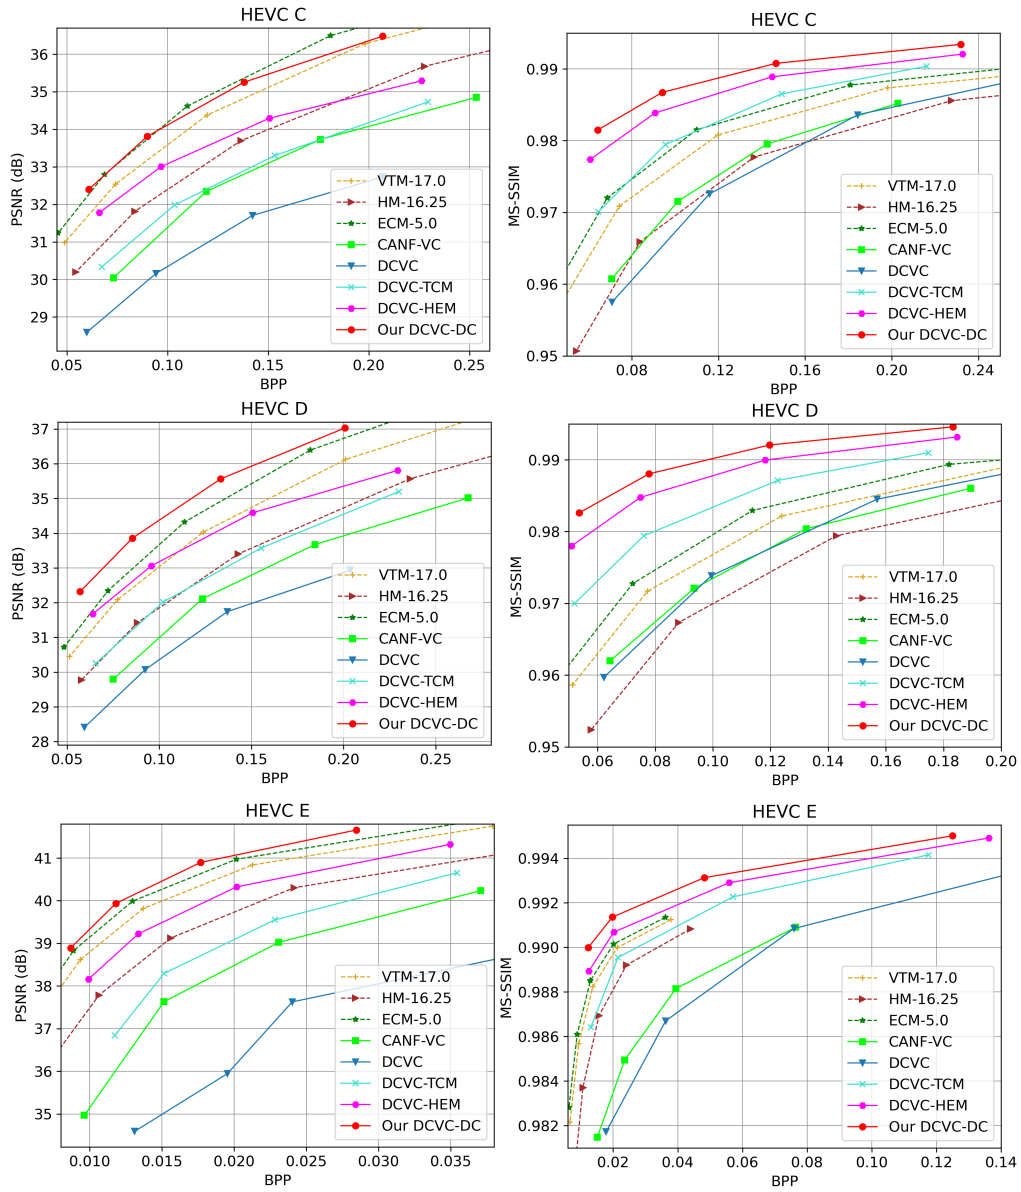 HEVC C
PSNR (dB)
36
35
34
33
32
31
30
29
0.05 0.10 0.15 0.20 0.25
BPP
VTM-17.0
HM-16.25
ECM-5.0
CANF-VC
DCVC
DCVC-TCM
DCVC-HEM
Our DCVC-DC
HEVC C
MS-SSIM
0.99
0.98
0.97
0.96
0.95
0.08 0.12 0.16 0.20 0.24
BPP
VTM-17.0
HM-16.25
ECM-5.0
CANF-VC
DCVC
DCVC-TCM
DCVC-HEM
Our DCVC-DC
HEVC D
PSNR (dB)
37
36
35
34
33
32
31
30
29
28
0.05 0.10 0.15 0.20 0.25
BPP
VTM-17.0
HM-16.25
ECM-5.0
CANF-VC
DCVC
DCVC-TCM
DCVC-HEM
Our DCVC-DC
HEVC D
MS-SSIM
0.99
0.98
0.97
0.96
0.95
0.06 0.08 0.10 0.12 0.14 0.16 0.18 0.20
BPP
VTM-17.0
HM-16.25
ECM-5.0
CANF-VC
DCVC
DCVC-TCM
DCVC-HEM
Our DCVC-DC
HEVC E
PSNR (dB)
41
40
39
38
37
36
35
0.010 0.015 0.020 0.025 0.030 0.035
BPP
VTM-17.0
HM-16.25
ECM-5.0
CANF-VC
DCVC
DCVC-TCM
DCVC-HEM
Our DCVC-DC
HEVC E
MS-SSIM
0.994
0.992
0.990
0.988
0.986
0.984
0.982
0.02 0.04 0.06 0.08 0.10 0.12 0.14
BPP
VTM-17.0
HM-16.25
ECM-5.0
CANF-VC
DCVC
DCVC-TCM
DCVC-HEM
Our DCVC-DC